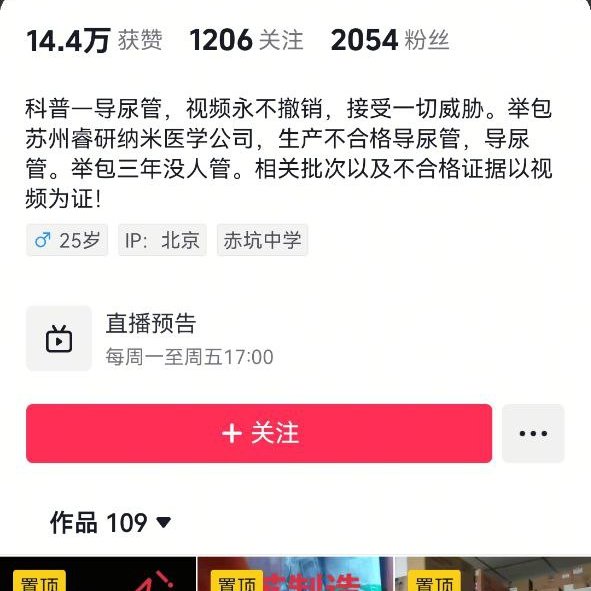 14.4万 获赞 1206 关注 2054 粉丝
科普一导尿管，视频永不撤销，接受一切威胁。举包
苏州睿研纳米医学公司，生产不合格导尿管，导尿
管。举包三年没人管。相关批次以及不合格证据以视
频为证！
♂ 25岁 IP：北京 赤坑中学
直播预告
每周一至周五17:00
+ 关注 ...
作品 109 ▼
置顶 置顶 制造 置顶